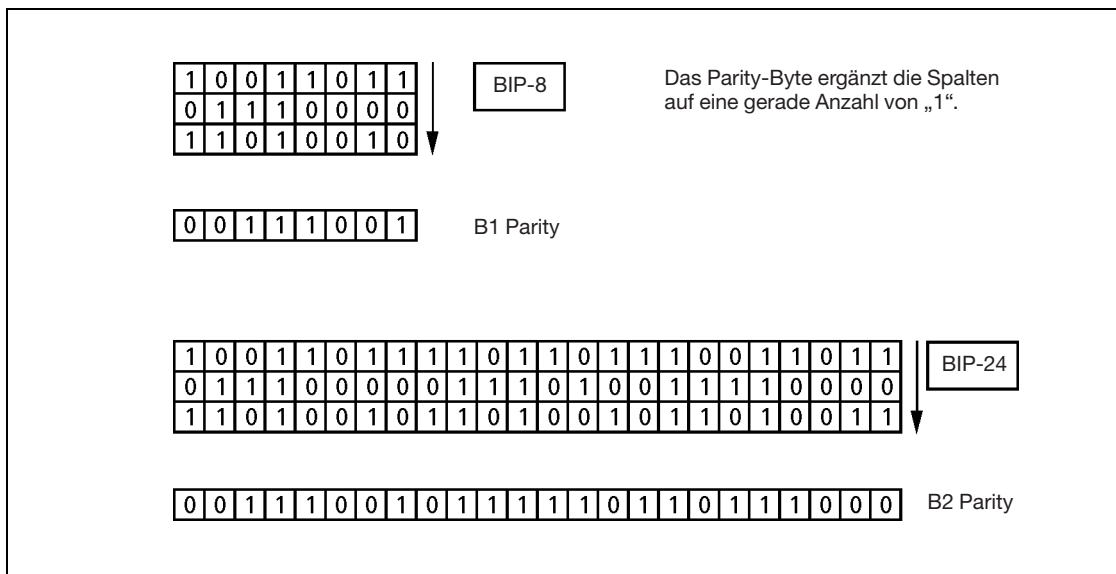 1 0 0 1 1 0 1 1
0 1 1 1 0 0 0 0
1 1 0 1 0 0 1 0
BIP-8
Das Parity-Byte ergänzt die Spalten
auf eine gerade Anzahl von „1“.
0 0 1 1 1 0 0 1
B1 Parity
1 0 0 1 1 0 1 1 1 1 0 1 1 0 1 1 1 0 0 1 1 0 1 1
0 1 1 1 0 0 0 0 0 1 1 1 0 1 0 0 1 1 1 1 0 0 0 0
1 1 0 1 0 0 1 0 1 1 0 1 0 0 1 0 1 1 0 1 0 0 1 1
BIP-24
0 0 1 1 1 0 0 1 0 1 1 1 1 1 0 1 1 0 1 1 1 0 0 0
B2 Parity